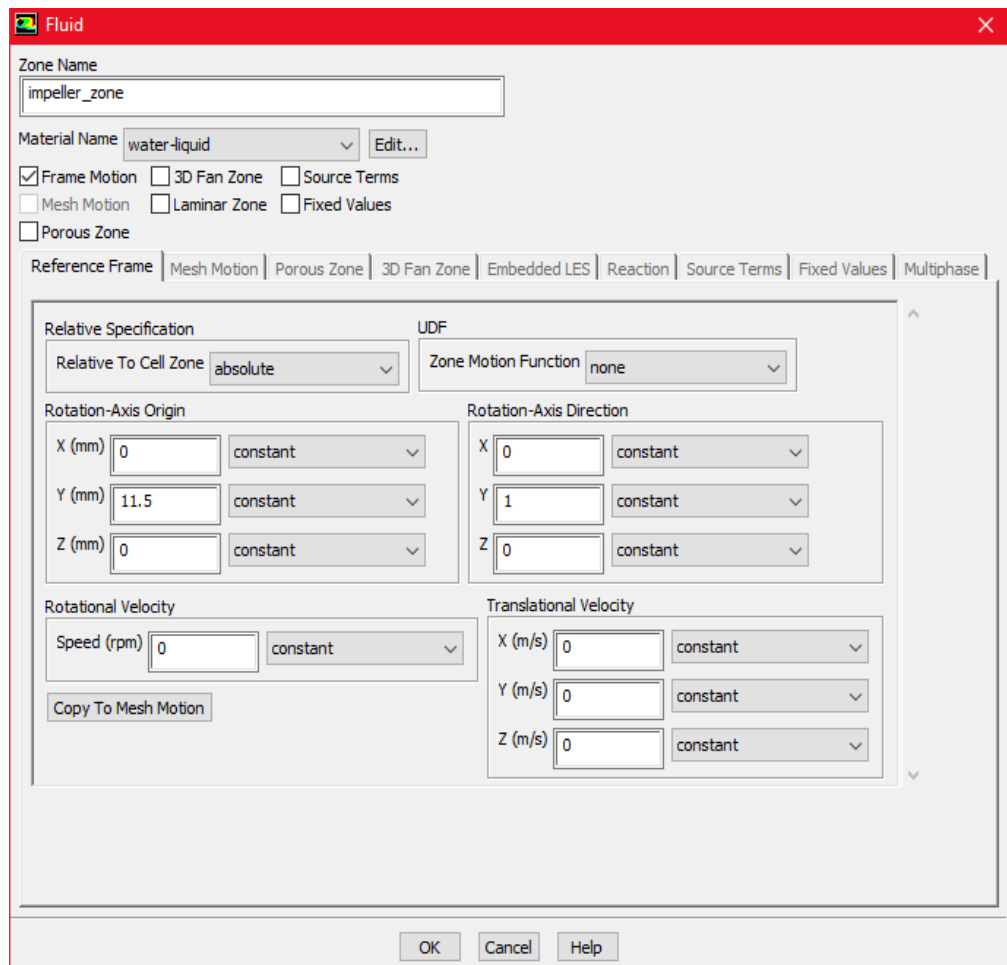 Fluid
Zone Name
impeller_zone
Material Name water-liquid Edit...
Frame Motion 3D Fan Zone Source Terms
Mesh Motion Laminar Zone Fixed Values
Porous Zone
Reference Frame Mesh Motion Porous Zone 3D Fan Zone Embedded LES Reaction Source Terms Fixed Values Multiphase
Relative Specification UDF
Relative To Cell Zone absolute Zone Motion Function none
Rotation-Axis Origin Rotation-Axis Direction
X (mm) 0 constant X 0 constant
Y (mm) 11.5 constant Y 1 constant
Z (mm) 0 constant Z 0 constant
Rotational Velocity Translational Velocity
Speed (rpm) 0 constant X (m/s) 0 constant
Copy To Mesh Motion Y (m/s) 0 constant
Z (m/s) 0 constant
OK Cancel Help